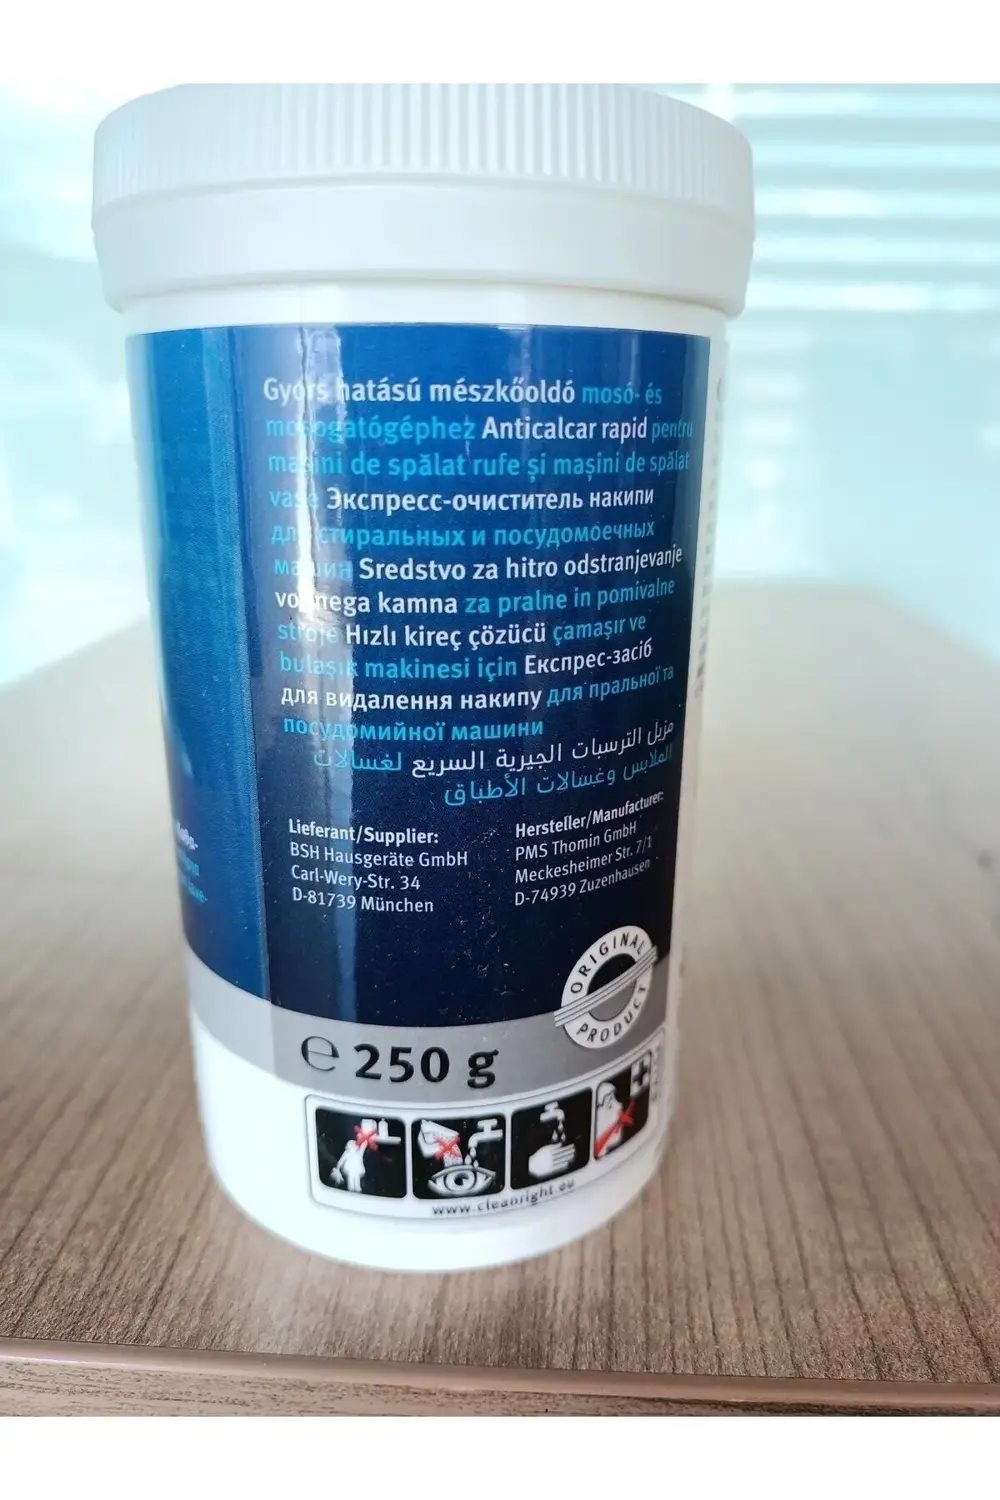 Gyors hatású mészkőoldó mosó- és
mosogatógéphez Anticalcar rapid pentru
mașini de spălat rufe și mașini de spălat
vase Экспресс-очиститель накипи
для стиральных и посудомоечных
машин Sredstvo za hitro odstranjevanje
vodnega kamna za pralne in pomivalne
stroje Hızlı kireç çözücü çamaşır ve
bulaşık makinesi için Експрес-засіб
для видалення накипу для пральної та
посудомийної машини
مزيل الترسبات الجيرية السريع لغسالات
الملابس وغسالات الأطباق
Lieferant/Supplier:
BSH Hausgeräte GmbH
Carl-Wery-Str. 34
D-81739 München
Hersteller/Manufacturer:
PMS Thomin GmbH
Meckesheimer Str. 7/1
D-74939 Zuzenhausen
ORIGINAL
PRODUCT
℮ 250 g
www.cleanright.eu